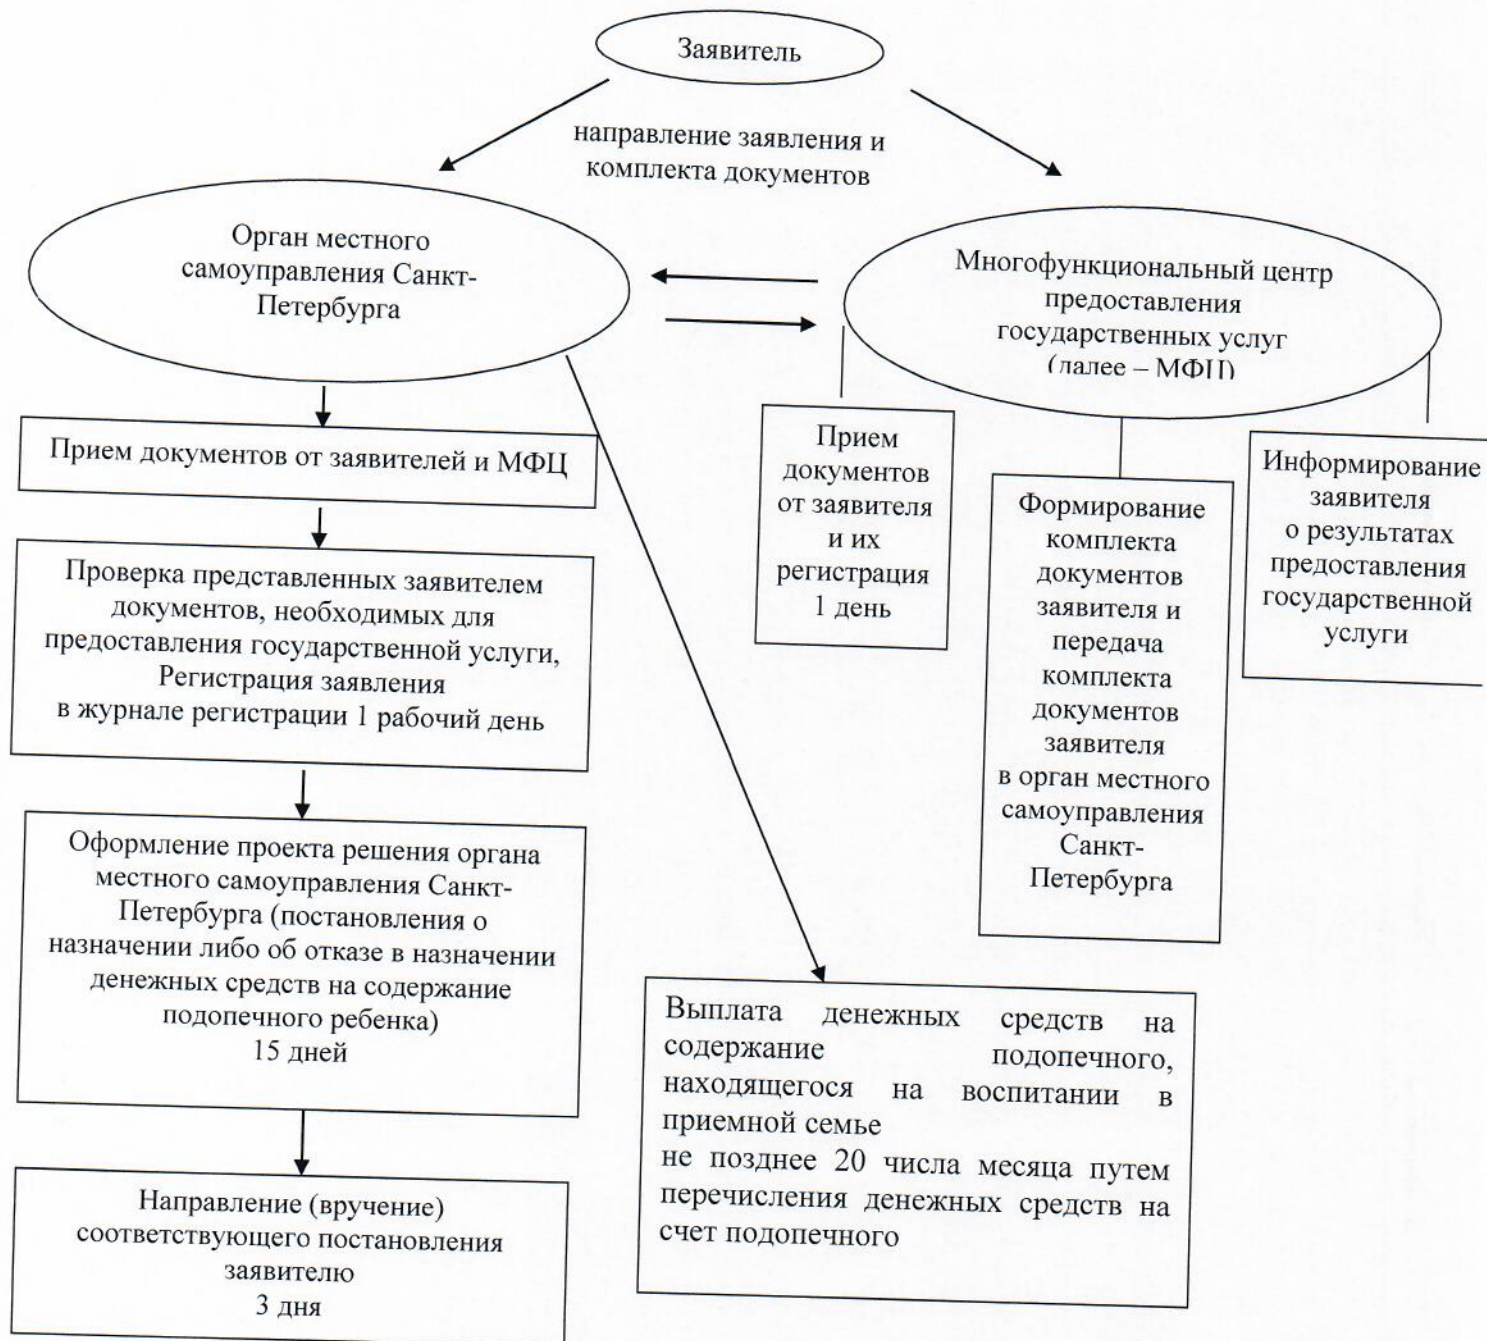 Заявитель
направление заявления и
комплекта документов
Орган местного
самоуправления Санкт-
Петербурга
Многофункциональный центр
предоставления
государственных услуг
(далее – МФЦ)
Прием документов от заявителей и МФЦ
Проверка представленных заявителем
документов, необходимых для
предоставления государственной услуги,
Регистрация заявления
в журнале регистрации 1 рабочий день
Оформление проекта решения органа
местного самоуправления Санкт-
Петербурга (постановления о
назначении либо об отказе в назначении
денежных средств на содержание
подопечного ребенка)
15 дней
Направление (вручение)
соответствующего постановления
заявителю
3 дня
Прием
документов
от заявителя
и их
регистрация
1 день
Формирование
комплекта
документов
заявителя и
передача
комплекта
документов
заявителя
в орган местного
самоуправления
Санкт-
Петербурга
Информирование
заявителя
о результатах
предоставления
государственной
услуги
Выплата денежных средств на
содержание подопечного,
находящегося на воспитании в
приемной семье
не позднее 20 числа месяца путем
перечисления денежных средств на
счет подопечного